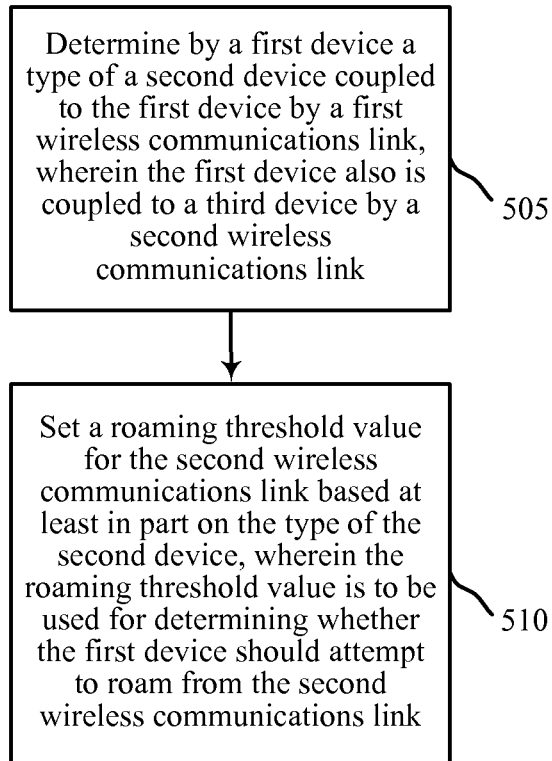 Determine by a first device a
type of a second device coupled
to the first device by a first
wireless communications link,
wherein the first device also is
coupled to a third device by a
second wireless
communications link
505
Set a roaming threshold value
for the second wireless
communications link based at
least in part on the type of the
second device, wherein the
roaming threshold value is to be
used for determining whether
the first device should attempt
to roam from the second
wireless communications link
510